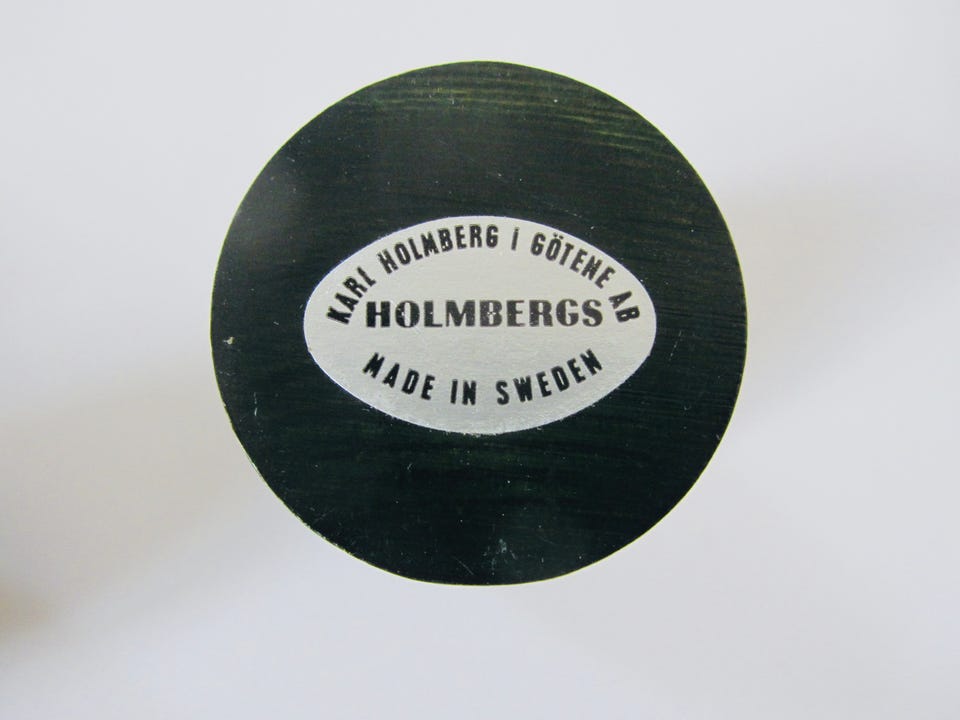 KARL HOLMBERG i GÖTENE AB
HOLMBERGS
MADE IN SWEDEN